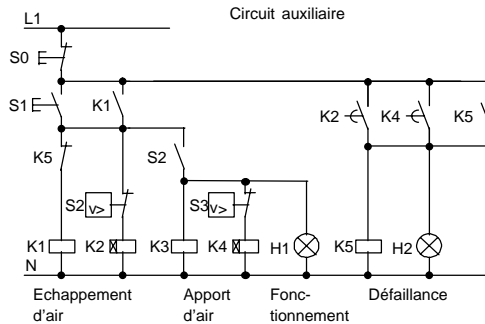 Circuit auxiliaire
L1
S0
S1
K1
K2
K4
K5
K5
S2
S2
v>
S3
v>
K1
K2
K3
K4
H1
K5
H2
N
Echappement
d'air
Apport
d'air
Fonc-
tionnement
Défaillance